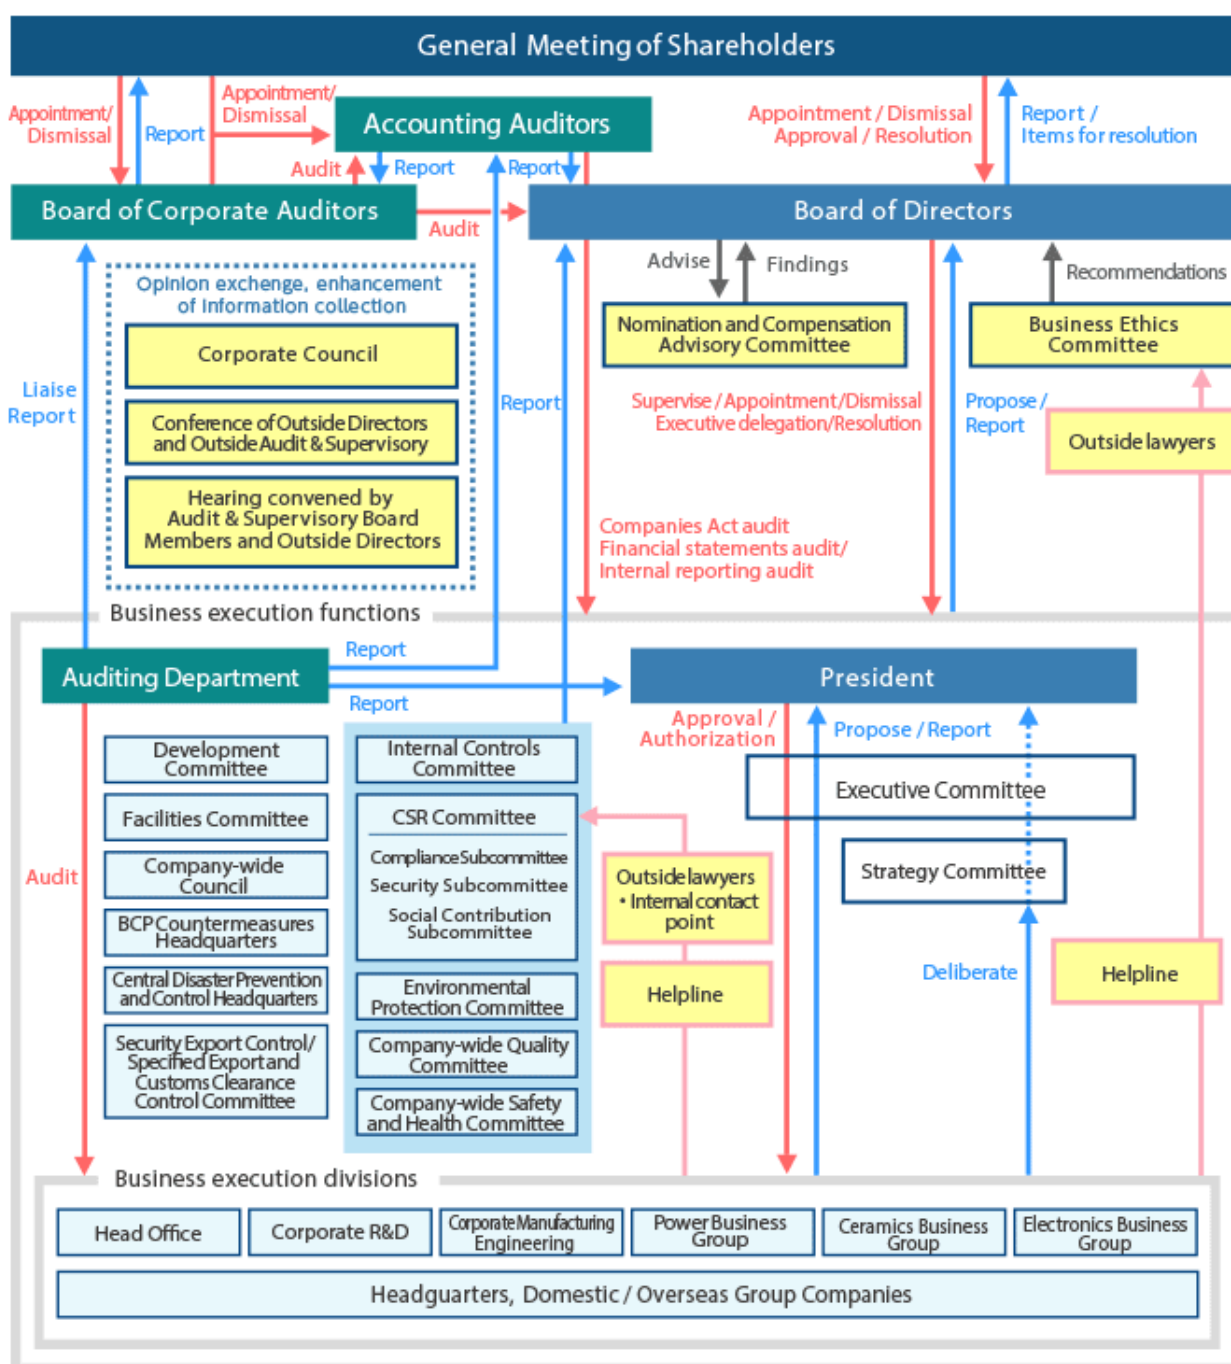 General Meeting of Shareholders
Appointment/
Dismissal
Report
Appointment/
Dismissal
Accounting Auditors
Appointment / Dismissal
Approval / Resolution
Report /
Items for resolution
Audit
Report
Report
Board of Corporate Auditors
Audit
Board of Directors
Opinion exchange, enhancement
of information collection
Corporate Council
Conference of Outside Directors
and Outside Audit & Supervisory
Hearing convened by
Audit & Supervisory Board
Members and Outside Directors
Liaise
Report
Report
Advise
Findings
Recommendations
Nomination and Compensation
Advisory Committee
Business Ethics
Committee
Supervise / Appointment/Dismissal
Executive delegation/Resolution
Propose /
Report
Outside lawyers
Companies Act audit
Financial statements audit/
Internal reporting audit
Business execution functions
Auditing Department
Report
Report
President
Development
Committee
Facilities Committee
Company-wide
Council
BCP Countermeasures
Headquarters
Central Disaster Prevention
and Control Headquarters
Security Export Control/
Specified Export and
Customs Clearance
Control Committee
Audit
Internal Controls
Committee
CSR Committee
Compliance Subcommittee
Security Subcommittee
Social Contribution
Subcommittee
Environmental
Protection Committee
Company-wide Quality
Committee
Company-wide Safety
and Health Committee
Outside lawyers
・Internal contact
point
Helpline
Approval /
Authorization
Propose / Report
Executive Committee
Strategy Committee
Deliberate
Helpline
Business execution divisions
Head Office
Corporate R&D
Corporate Manufacturing
Engineering
Power Business
Group
Ceramics Business
Group
Electronics Business
Group
Headguarters, Domestic / Overseas Group Companies